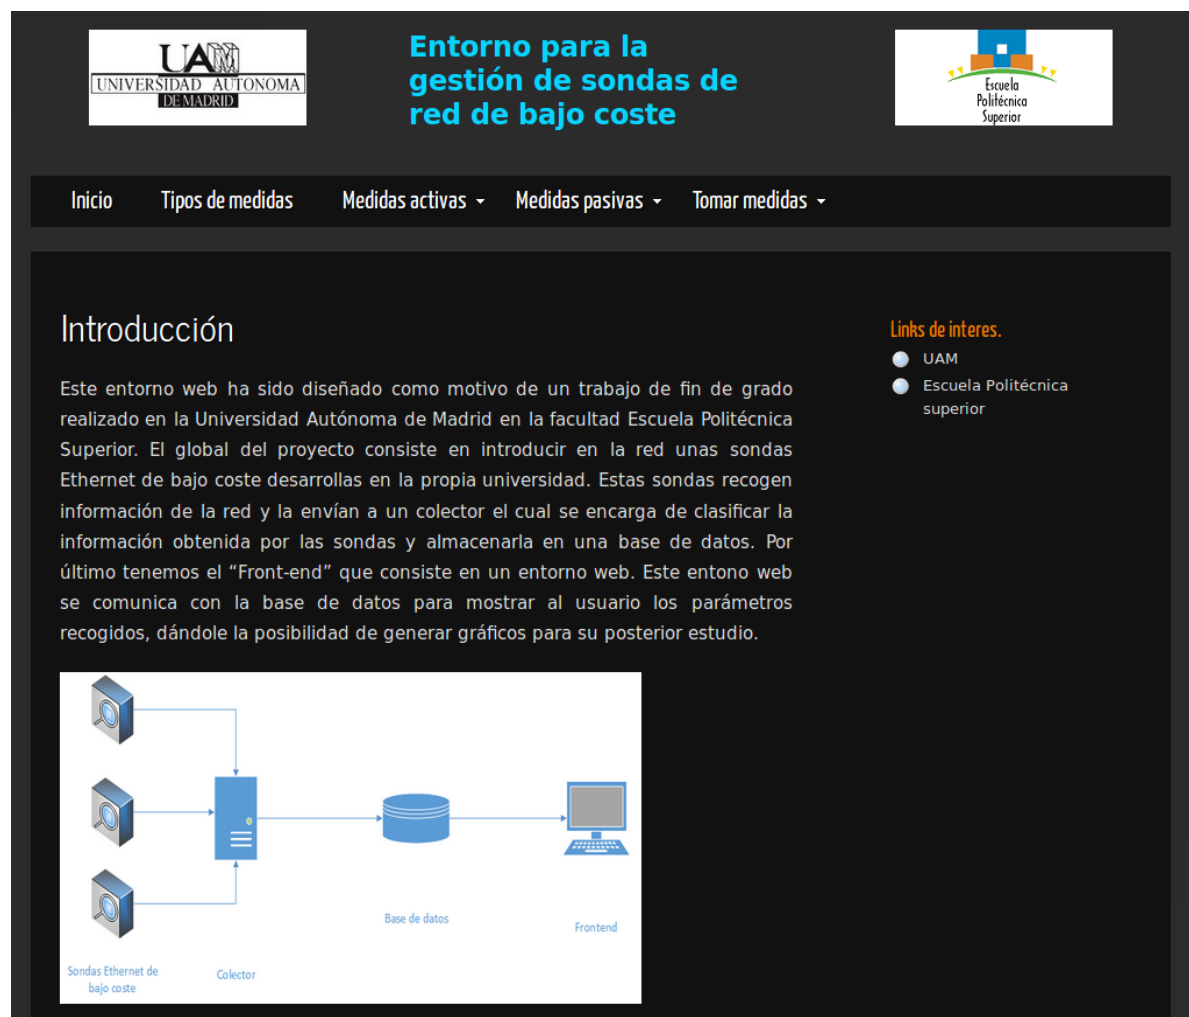 UAM
UNIVERSIDAD AUTONOMA
DE MADRID
Entorno para la
gestión de sondas de
red de bajo coste
Escuela
Politécnica
Superior
Inicio
Tipos de medidas
Medidas activas
Medidas pasivas
Tomar medidas
Introducción
Este entorno web ha sido diseñado como motivo de un trabajo de fin de grado
realizado en la Universidad Autónoma de Madrid en la facultad Escuela Politécnica
Superior. El global del proyecto consiste en introducir en la red unas sondas
Ethernet de bajo coste desarrollas en la propia universidad. Estas sondas recogen
información de la red y la envían a un colector el cual se encarga de clasificar la
información obtenida por las sondas y almacenarla en una base de datos. Por
último tenemos el “Front-end” que consiste en un entorno web. Este entono web
se comunica con la base de datos para mostrar al usuario los parámetros
recogidos, dándole la posibilidad de generar gráficos para su posterior estudio.
Links de interes.
UAM
Escuela Politécnica
superior
Base de datos
Frontend
Sondas Ethernet de
bajo coste
Colector